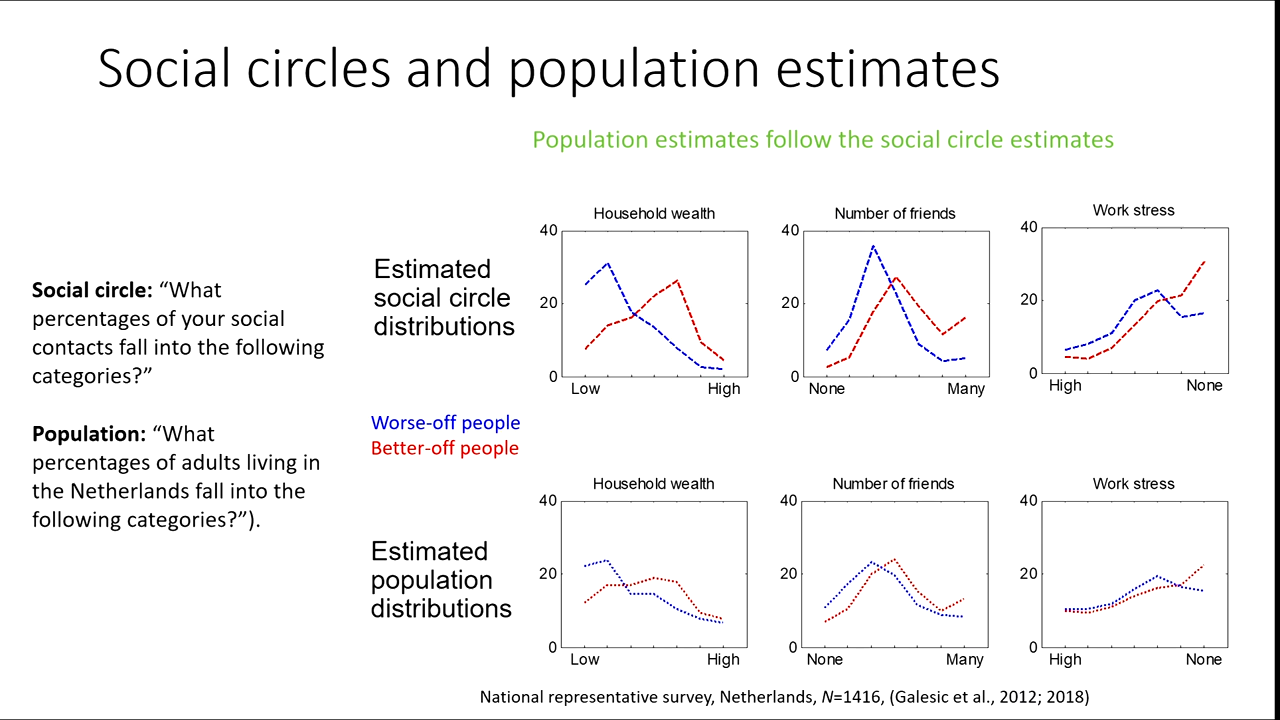 Social circles and population estimates
Population estimates follow the social circle estimates
Social circle: “What
percentages of your social
contacts fall into the following
categories?”
Population: “What
percentages of adults living in
the Netherlands fall into the
following categories?”).
Estimated
social circle
distributions
Household wealth
40
20
0
Low
High
Number of friends
40
20
0
None
Many
Work stress
40
20
0
High
None
Worse-off people
Better-off people
Estimated
population
distributions
Household wealth
40
20
0
Low
High
Number of friends
40
20
0
None
Many
Work stress
40
20
0
High
None
National representative survey, Netherlands, N=1416, (Galesic et al., 2012; 2018)